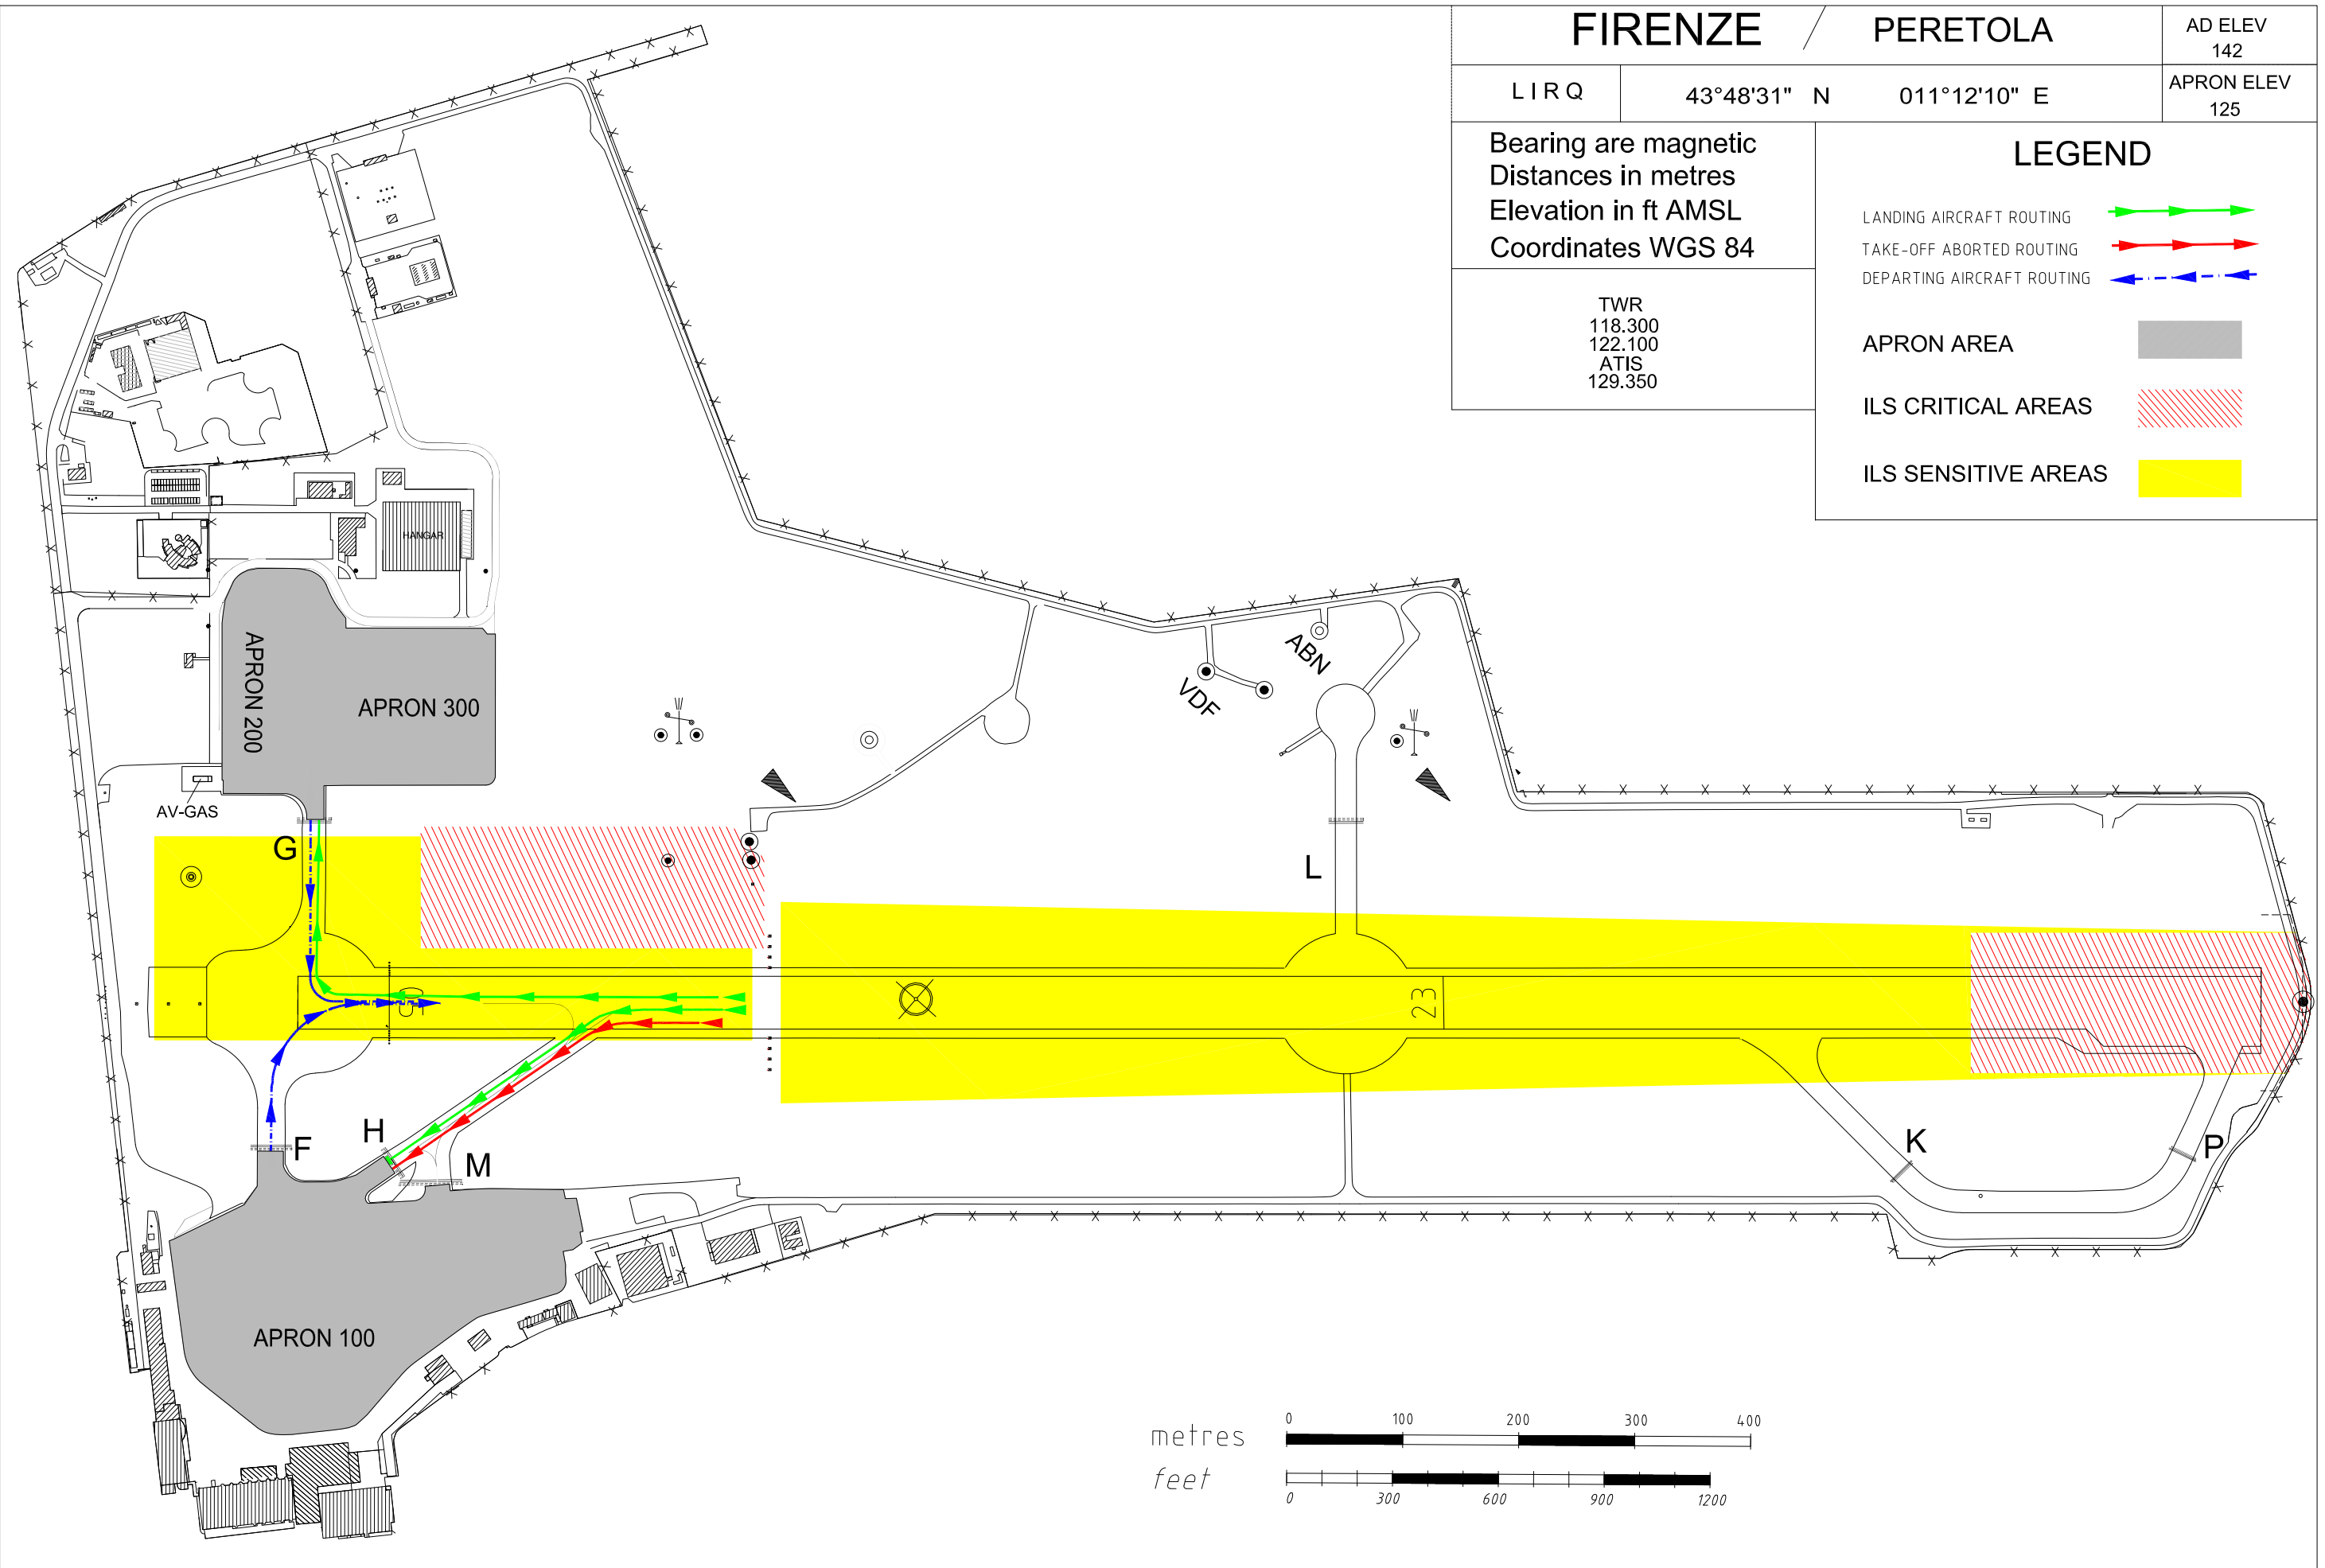 FIRENZE / PERETOLA
AD ELEV
142
LIRQ
43°48'31" N 011°12'10" E
APRON ELEV
125
Bearing are magnetic
Distances in metres
Elevation in ft AMSL
Coordinates WGS 84
TWR
118.300
122.100
ATIS
129.350
LEGEND
LANDING AIRCRAFT ROUTING
TAKE-OFF ABORTED ROUTING
DEPARTING AIRCRAFT ROUTING
APRON AREA
ILS CRITICAL AREAS
ILS SENSITIVE AREAS
HANGAR
APRON 200
APRON 300
ABN
VDF
AV-GAS
G
L
23
F
H
M
K
P
APRON 100
metres
0 100 200 300 400
feet
0 300 600 900 1200